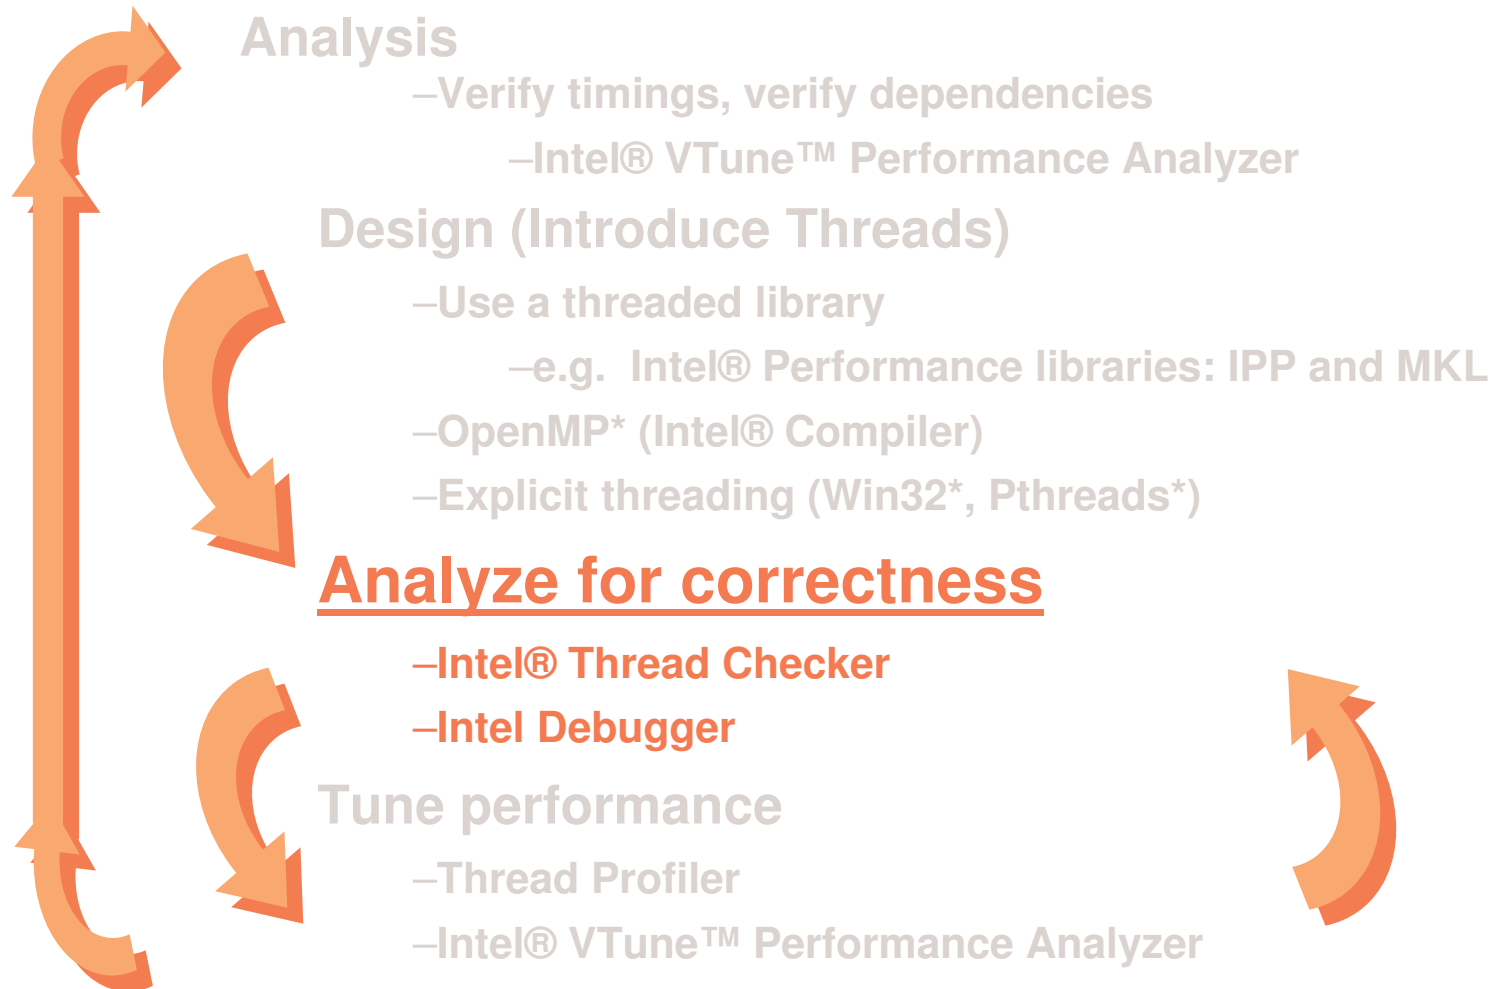 Analysis
–Verify timings, verify dependencies
–Intel® VTune™ Performance Analyzer
Design (Introduce Threads)
–Use a threaded library
–e.g.  Intel® Performance libraries: IPP and MKL
–OpenMP* (Intel® Compiler)
–Explicit threading (Win32*, Pthreads*)
Analyze for correctness
–Intel® Thread Checker
–Intel Debugger
Tune performance
–Thread Profiler
–Intel® VTune™ Performance Analyzer